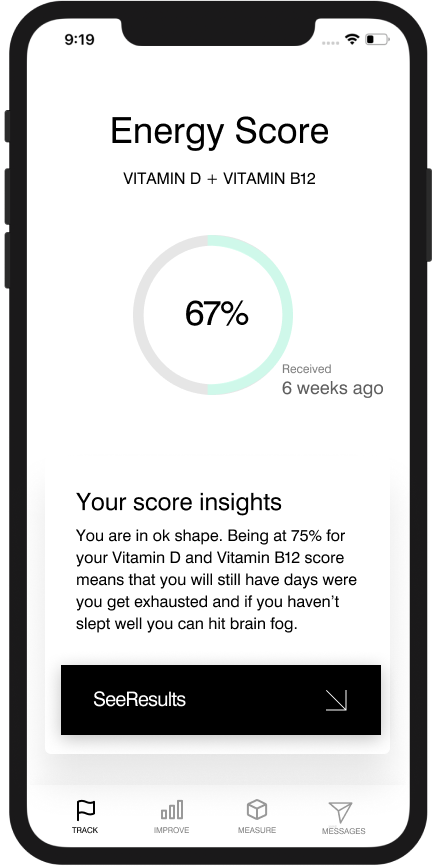 9:19
Energy Score
VITAMIN D + VITAMIN B12
67%
Received
6 weeks ago
Your score insights
You are in ok shape. Being at 75% for
your Vitamin D and Vitamin B12 score
means that you will still have days were
you get exhausted and if you haven't
slept well you can hit brain fog.
SeeResults
TRACK
IMPROVE
MEASURE
MESSAGES